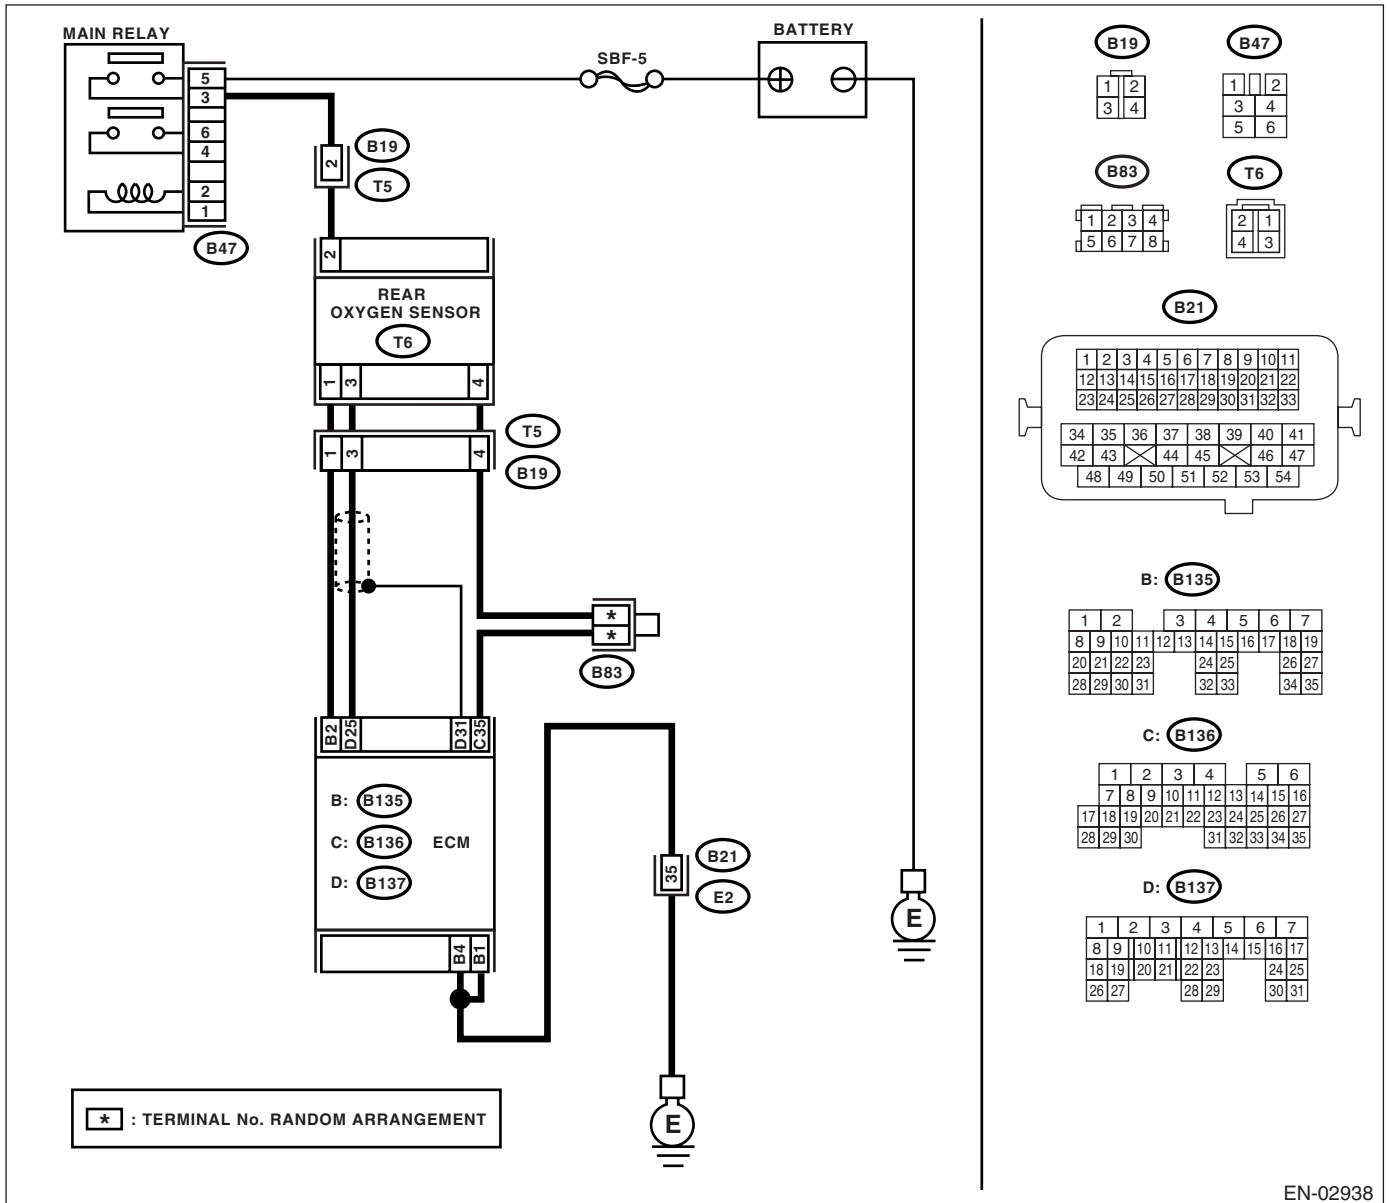 MAIN RELAY
5
3
6
4
2
1
B47
SBF-5
BATTERY
2
B19
T5
2
REAR
OXYGEN SENSOR
T6
1 3 4
T5
1 3 4
B19
*
*
B83
B2 D25 D31 C35
B: B135
C: B136 ECM
D: B137
B4 B1
35
B21
E2
E
E
* : TERMINAL No. RANDOM ARRANGEMENT
B19
1 2
3 4
B47
1 2
3 4
5 6
B83
1 2 3 4
5 6 7 8
T6
2 1
4 3
B21
1 2 3 4 5 6 7 8 9 10 11
12 13 14 15 16 17 18 19 20 21 22
23 24 25 26 27 28 29 30 31 32 33
34 35 36 37 38 39 40 41
42 43 44 45 46 47
48 49 50 51 52 53 54
B: B135
1 2 3 4 5 6 7
8 9 10 11 12 13 14 15 16 17 18 19
20 21 22 23 24 25 26 27
28 29 30 31 32 33 34 35
C: B136
1 2 3 4 5 6
7 8 9 10 11 12 13 14 15 16
17 18 19 20 21 22 23 24 25 26 27
28 29 30 31 32 33 34 35
D: B137
1 2 3 4 5 6 7
8 9 10 11 12 13 14 15 16 17
18 19 20 21 22 23 24 25
26 27 28 29 30 31
EN-02938